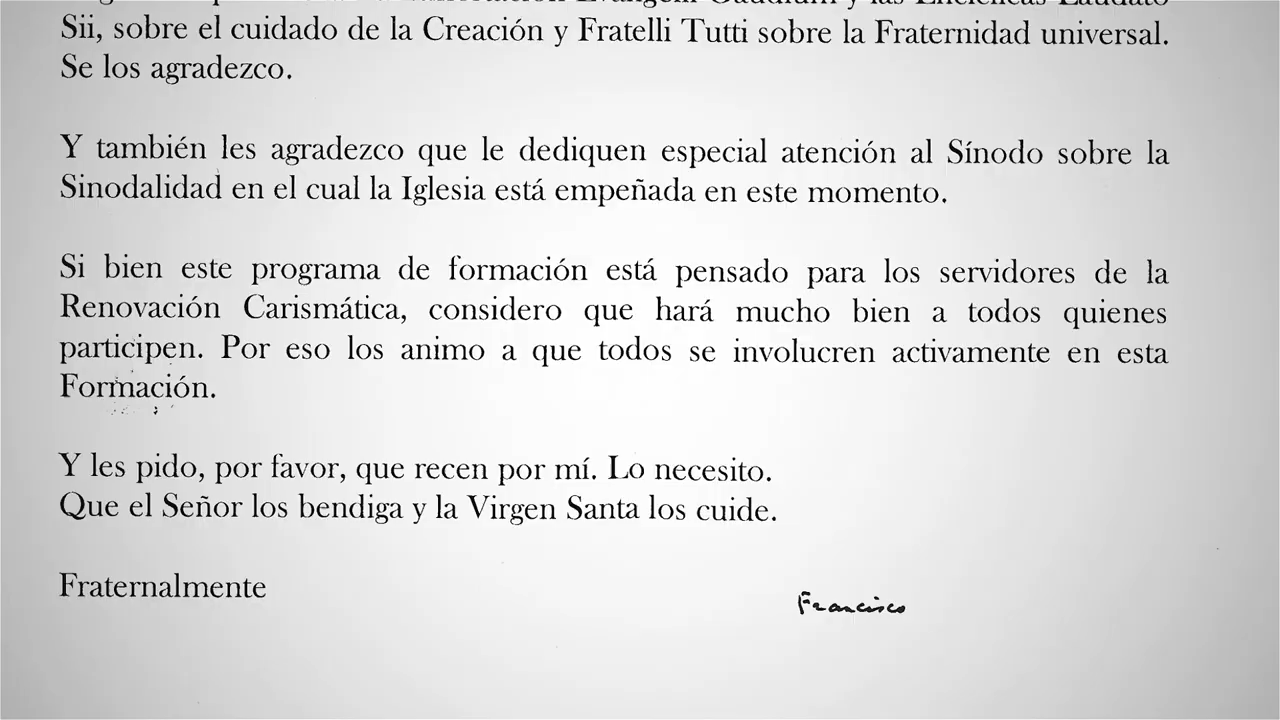 Evangelii Gaudium y las Encíclicas Laudato
Sii, sobre el cuidado de la Creación y Fratelli Tutti sobre la Fraternidad universal.
Se los agradezco.
Y también les agradezco que le dediquen especial atención al Sínodo sobre la
Sinodalidad en el cual la Iglesia está empeñada en este momento.
Si bien este programa de formación está pensado para los servidores de la
Renovación Carismática, considero que hará mucho bien a todos quienes
participen. Por eso los animo a que todos se involucren activamente en esta
Formación.
Y les pido, por favor, que recen por mí. Lo necesito.
Que el Señor los bendiga y la Virgen Santa los cuide.
Fraternalmente
Francisco